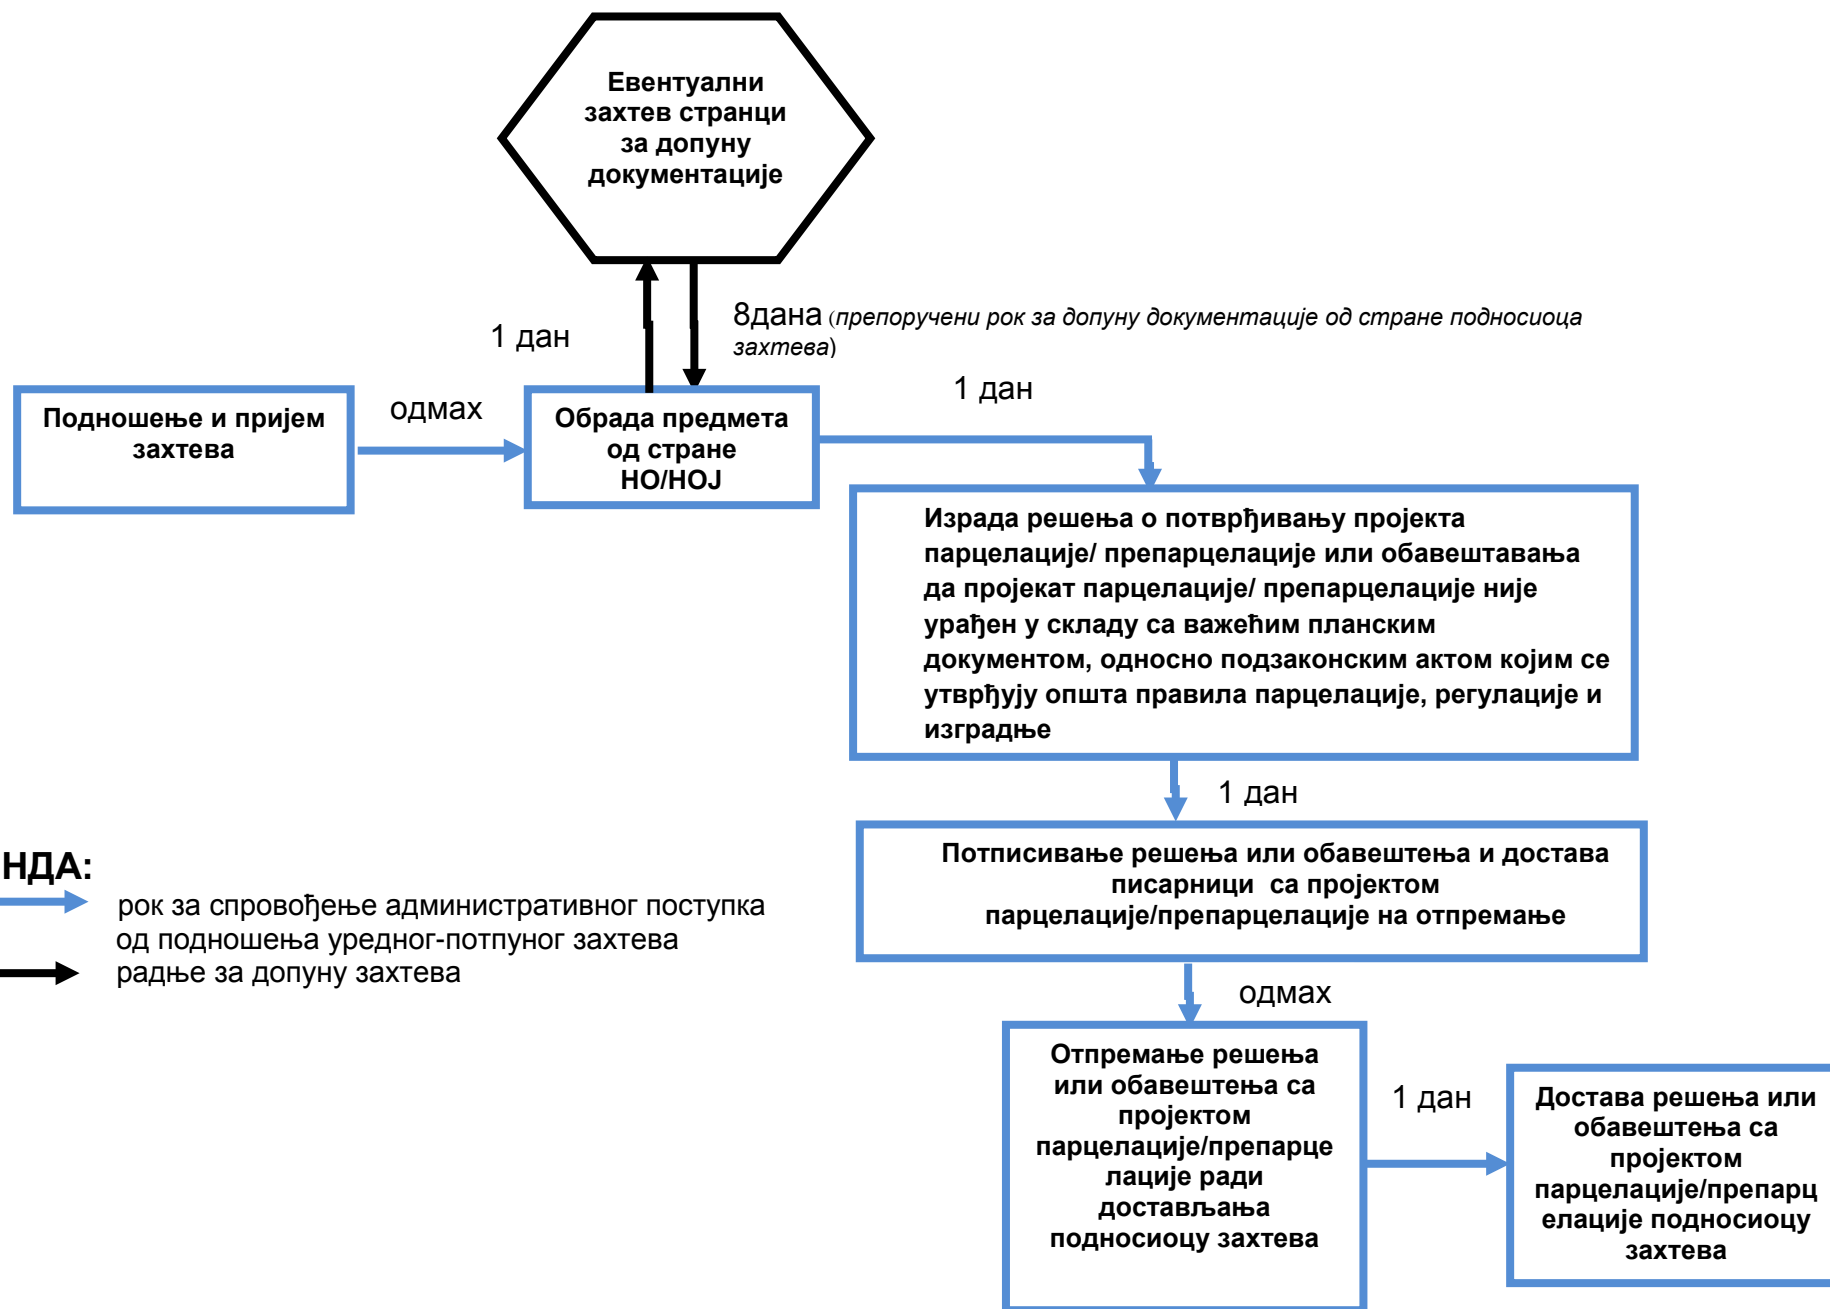 Евентуални
захтев странци
за допуну
документације
1 дан
8дана (препоручени рок за допуну документације од стране подносиоца
захтева)
Подношење и пријем
захтева
одмах
Обрада предмета
од стране
НО/НОЈ
1 дан
Израда решења о потврђивању пројекта
парцелације/ препарцелације или обавештавања
да пројекат парцелације/ препарцелације није
урађен у складу са важећим планским
документом, односно подзаконским актом којим се
утврђују општа правила парцелације, регулације и
изградње
1 дан
Потписивање решења или обавештења и достава
писарници са пројектом
парцелације/препарцелације на отпремање
НДА:
рок за спровођење административног поступка
од подношења уредног-потпуног захтева
радње за допуну захтева
одмах
Отпремање решења
или обавештења са
пројектом
парцелације/препарце
лације ради
достављања
подносиоцу захтева
1 дан
Достава решења или
обавештења са
пројектом
парцелације/препарц
елације подносиоцу
захтева